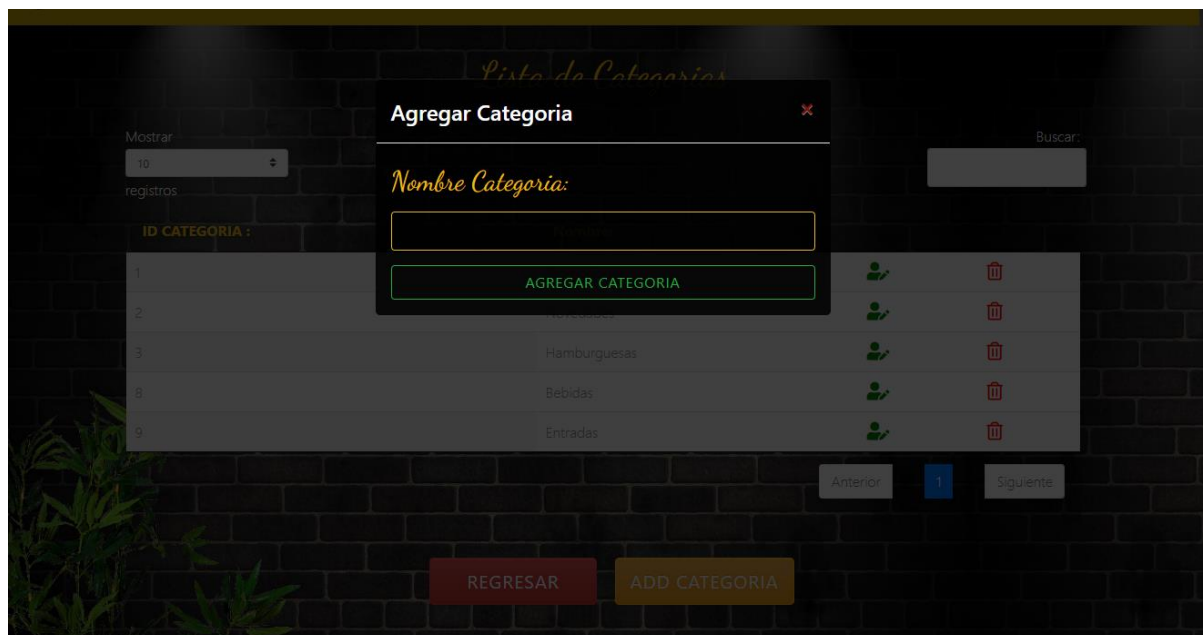 Lista de Categorias
Agregar Categoria
Mostrar
10
registros
Buscar:
Nombre Categoria:
ID CATEGORIA :
AGREGAR CATEGORIA
1
2 Novedades
3 Hamburguesas
8 Bebidas
9 Entradas
Anterior 1 Siguiente
REGRESAR ADD CATEGORIA